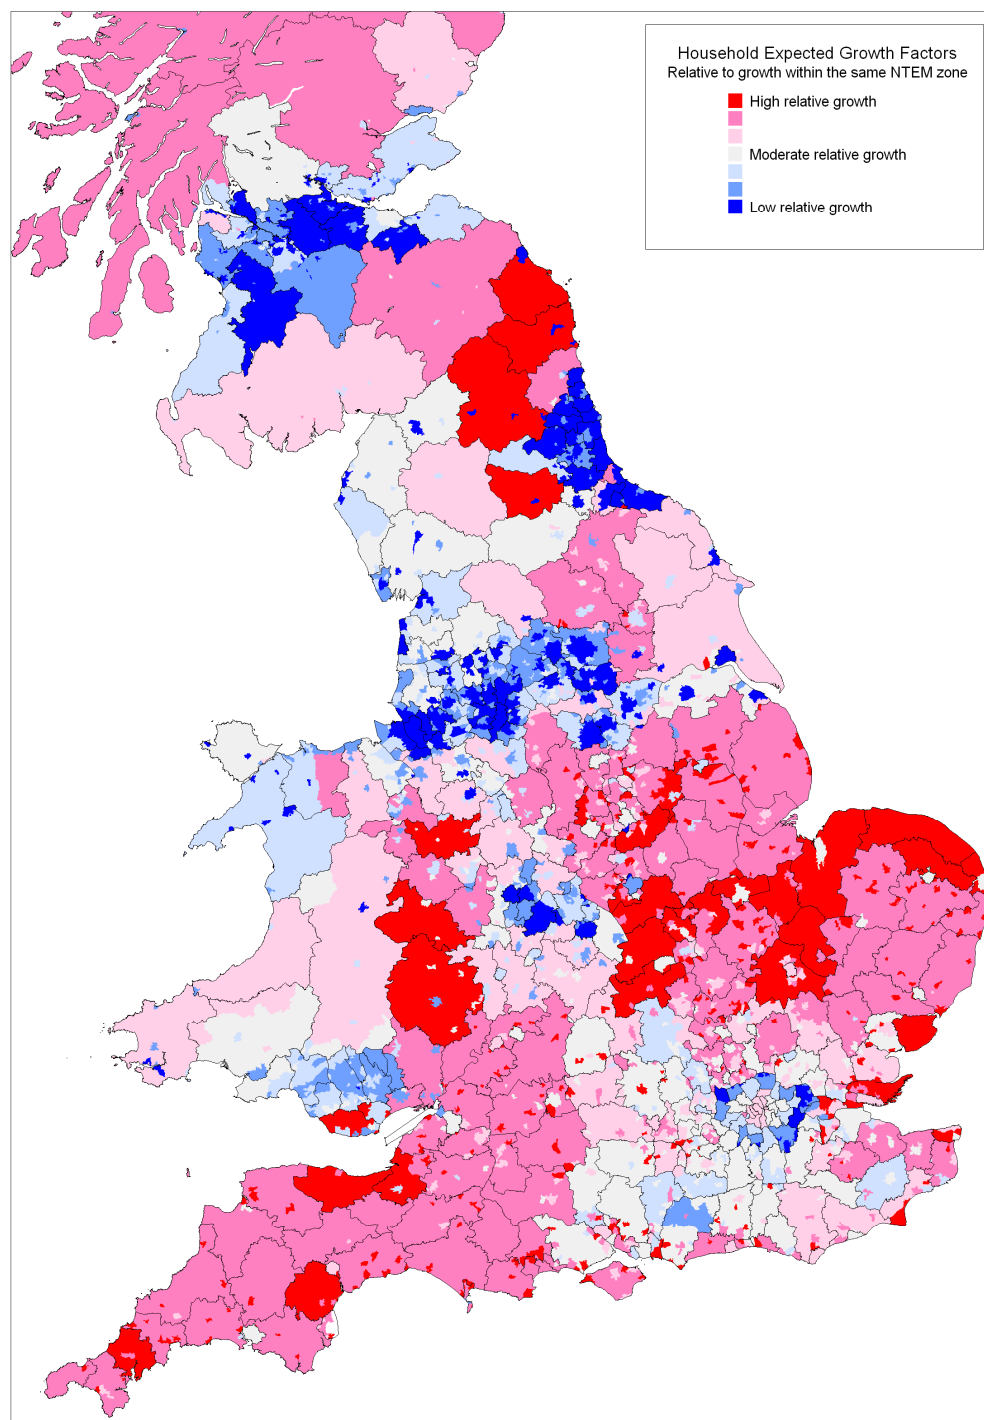 Household Expected Growth Factors
Relative to growth within the same NTEM zone
High relative growth
Moderate relative growth
Low relative growth